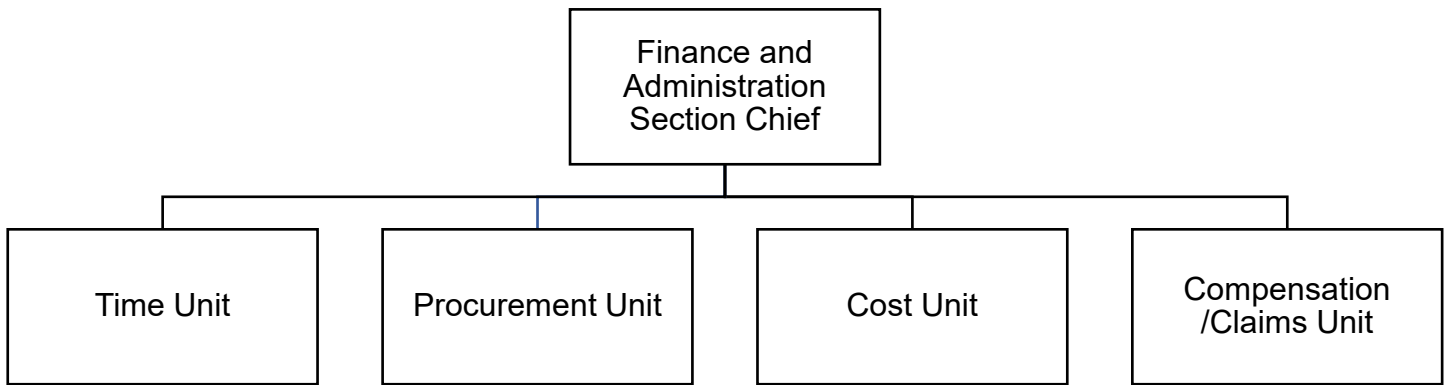 Finance and
Administration
Section Chief
Time Unit
Procurement Unit
Cost Unit
Compensation
/Claims Unit